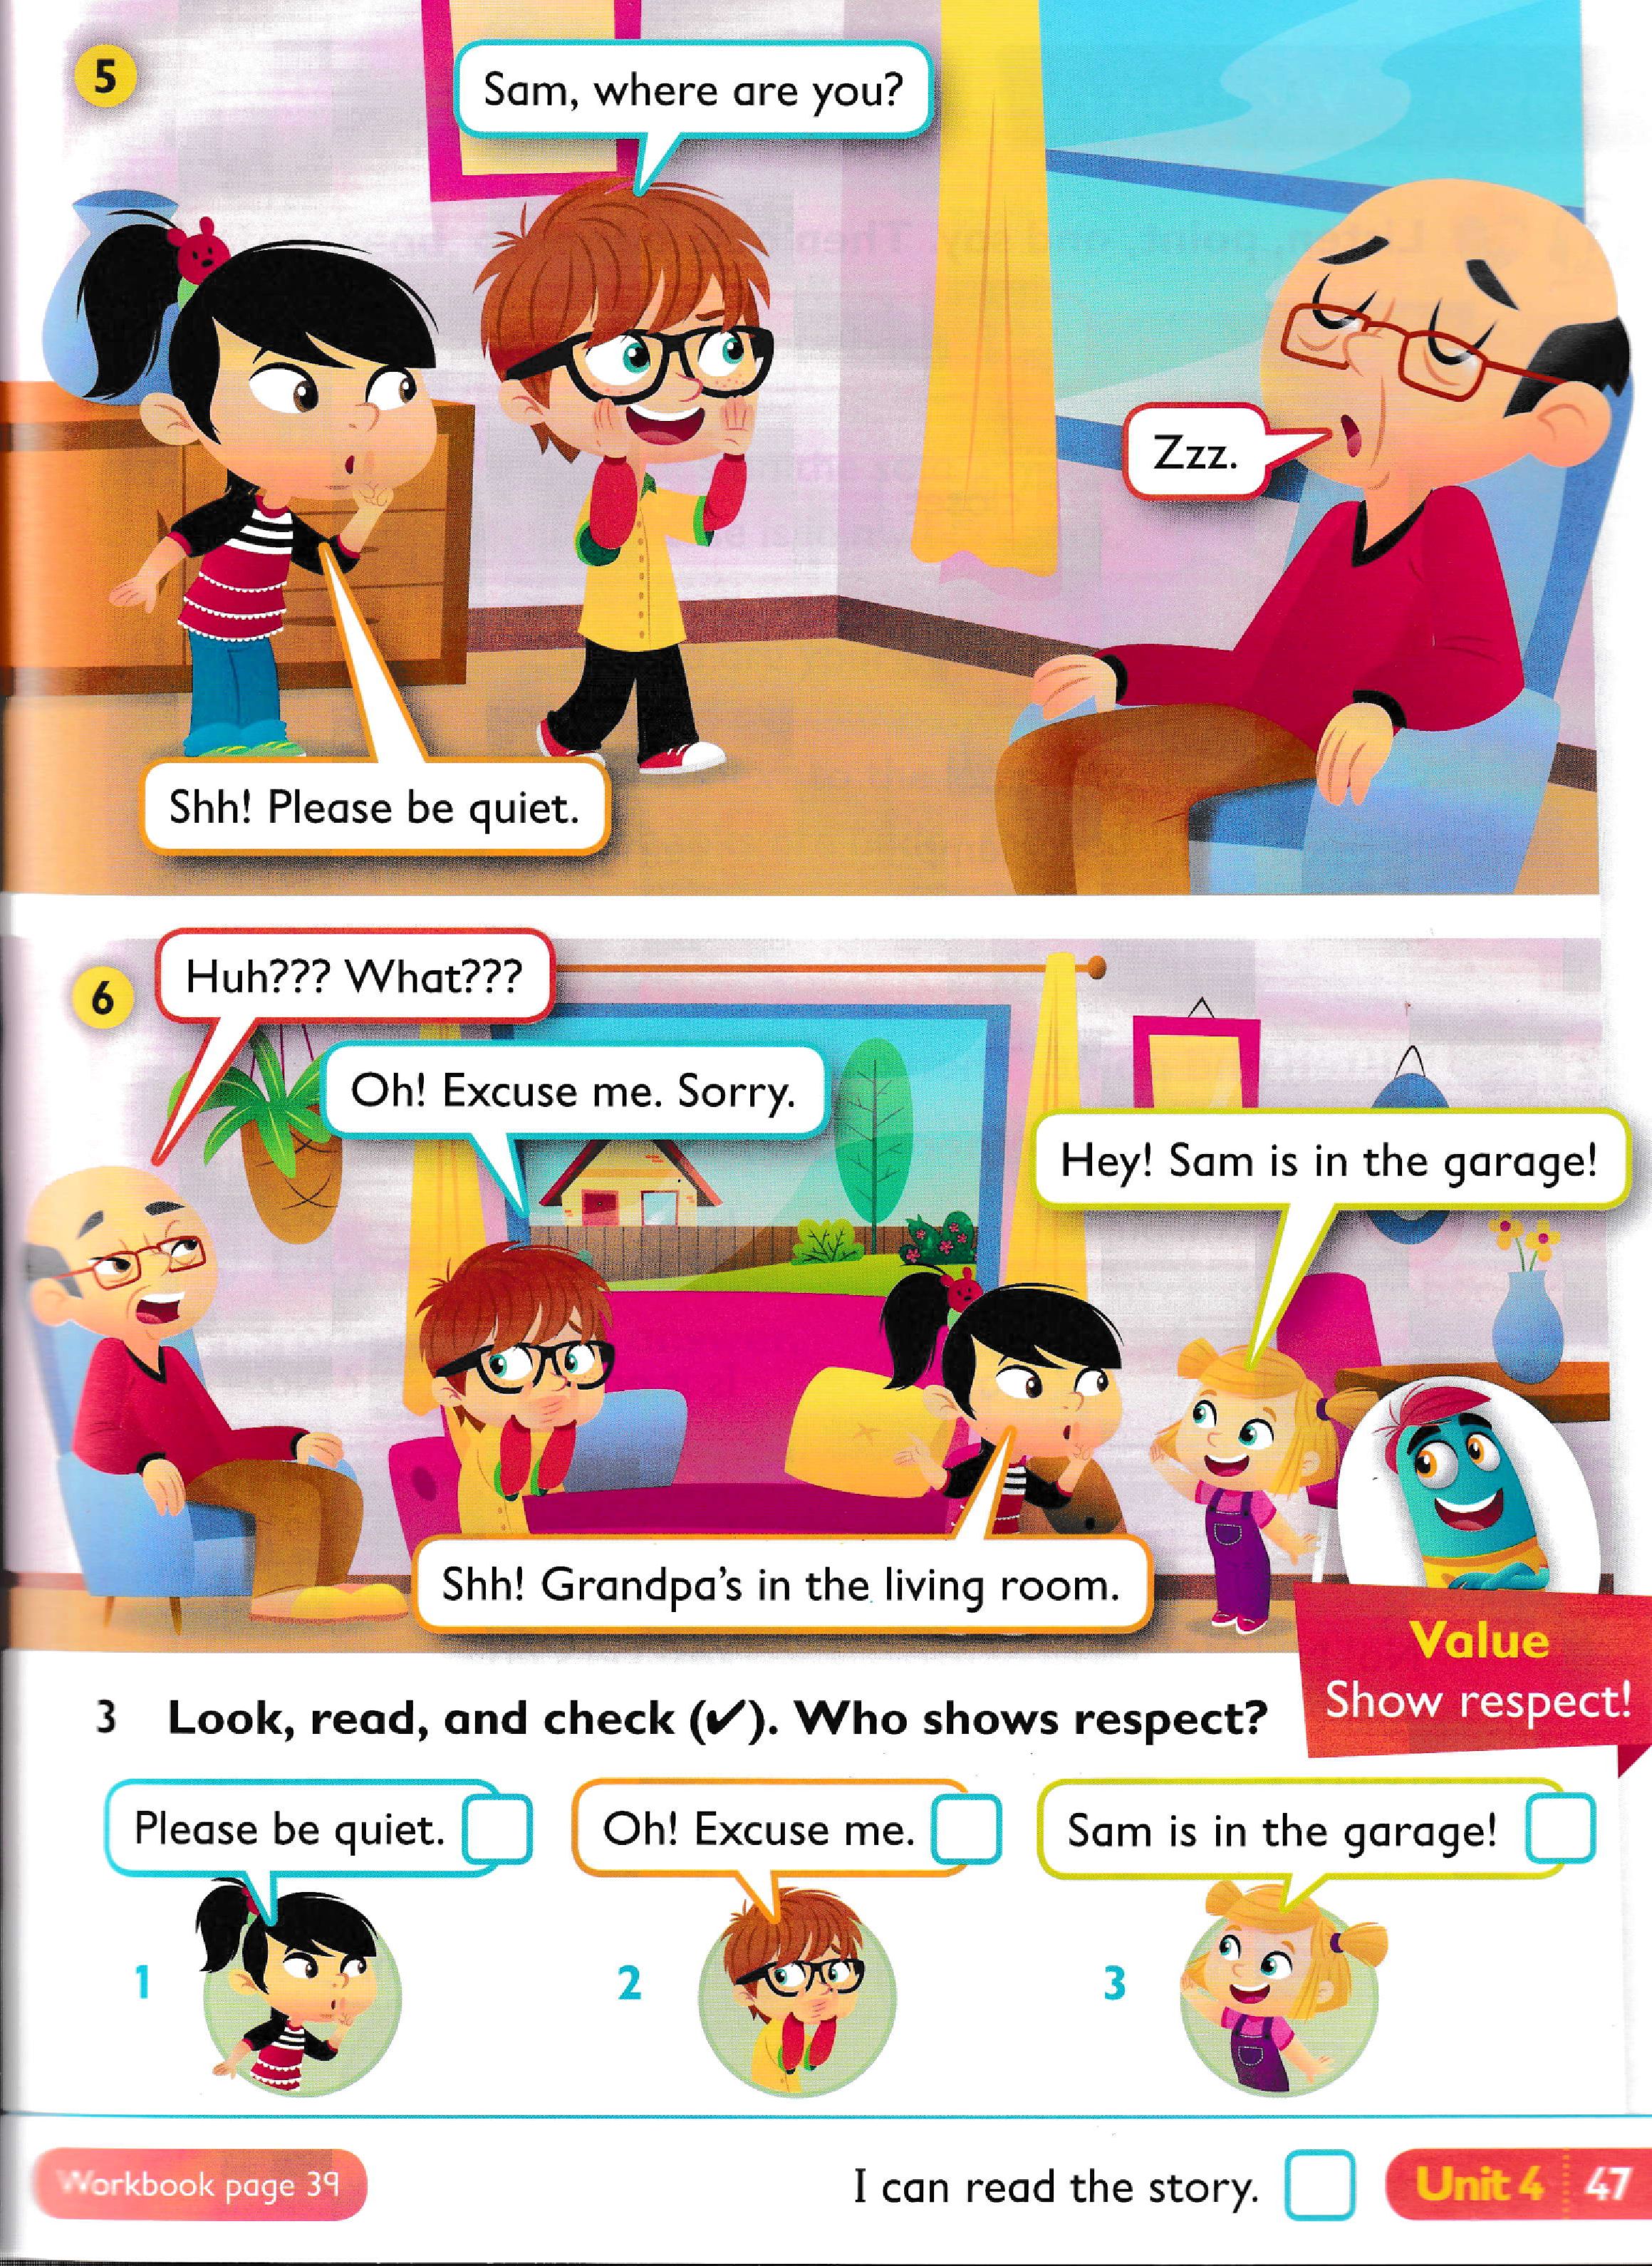 5
Sam, where are you?
Zzz.
Shh! Please be quiet.
6
Huh??? What???
Oh! Excuse me. Sorry.
Hey! Sam is in the garage!
Shh! Grandpa's in the living room.
Value
Show respect!
3 Look, read, and check (✔). Who shows respect?
Please be quiet.
Oh! Excuse me.
Sam is in the garage!
1
2
3
Workbook page 39
I can read the story.
Unit 4 47